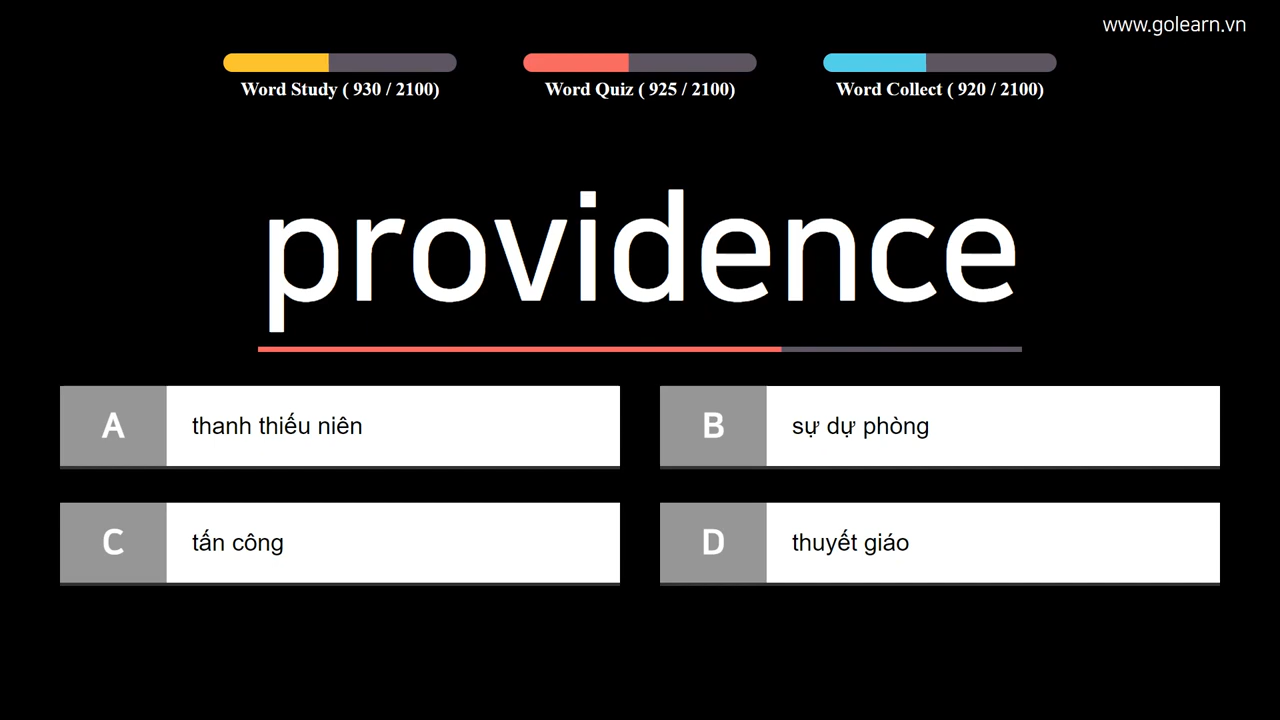 www.golearn.vn
Word Study ( 930 / 2100)
Word Quiz ( 925 / 2100)
Word Collect ( 920 / 2100)
providence
A thanh thiếu niên
B sự dự phòng
C tấn công
D thuyết giáo